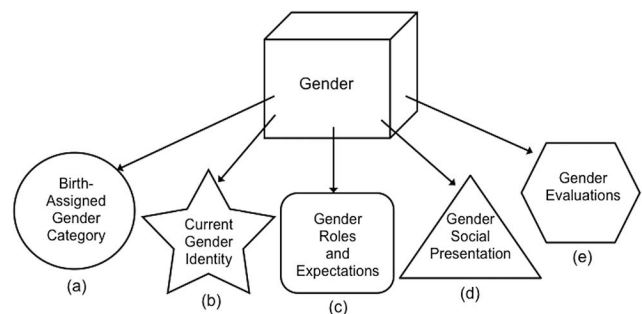 Gender
Birth-
Assigned
Gender
Category
(a)
Current
Gender
Identity
(b)
Gender
Roles
and
Expectations
(c)
Gender
Social
Presentation
(d)
Gender
Evaluations
(e)